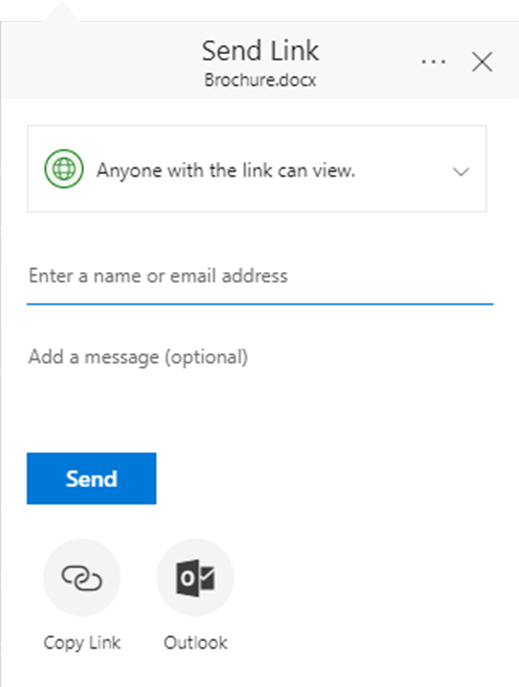 Send Link
Brochure.docx
Anyone with the link can view.
Enter a name or email address
Add a message (optional)
Send
Copy Link
Outlook